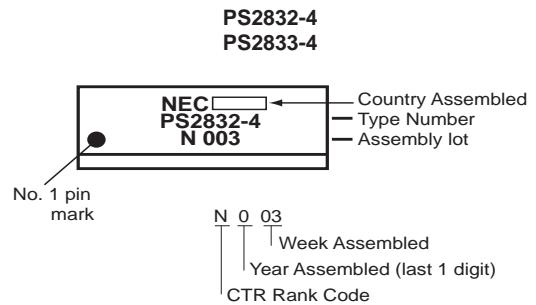 PS2832-4
PS2833-4
NEC
PS2832-4
N 003
Country Assembled
Type Number
Assembly lot
No. 1 pin
mark
N 0 03
Week Assembled
Year Assembled (last 1 digit)
CTR Rank Code